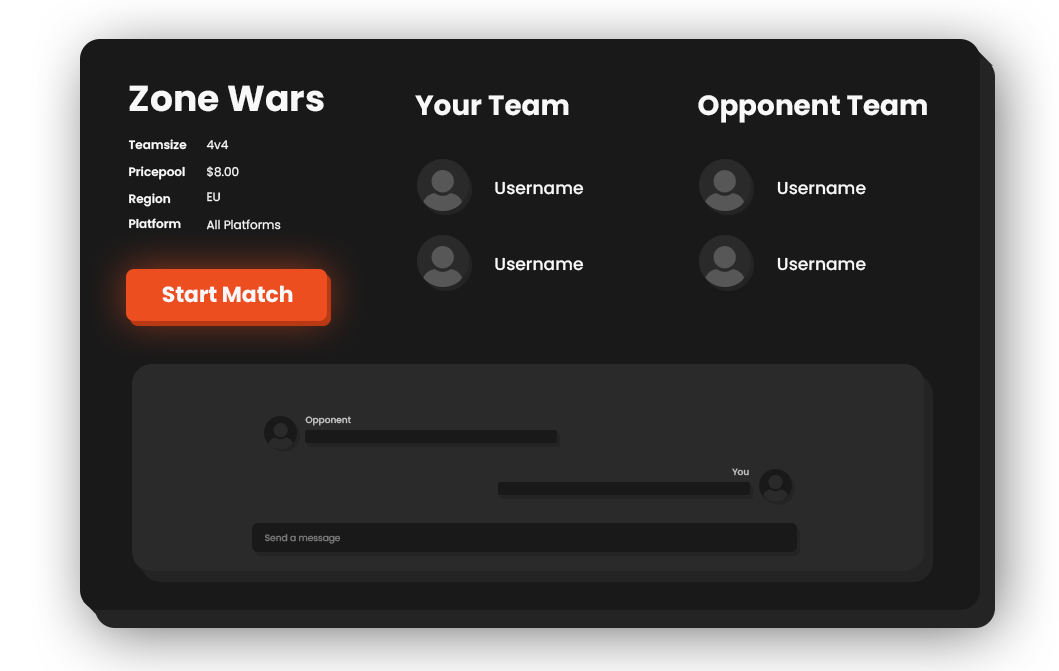 Zone Wars
Teamsize 4v4
Pricepool $8.00
Region EU
Platform All Platforms
Start Match
Your Team
Username
Username
Opponent Team
Username
Username
Opponent
You
Send a message